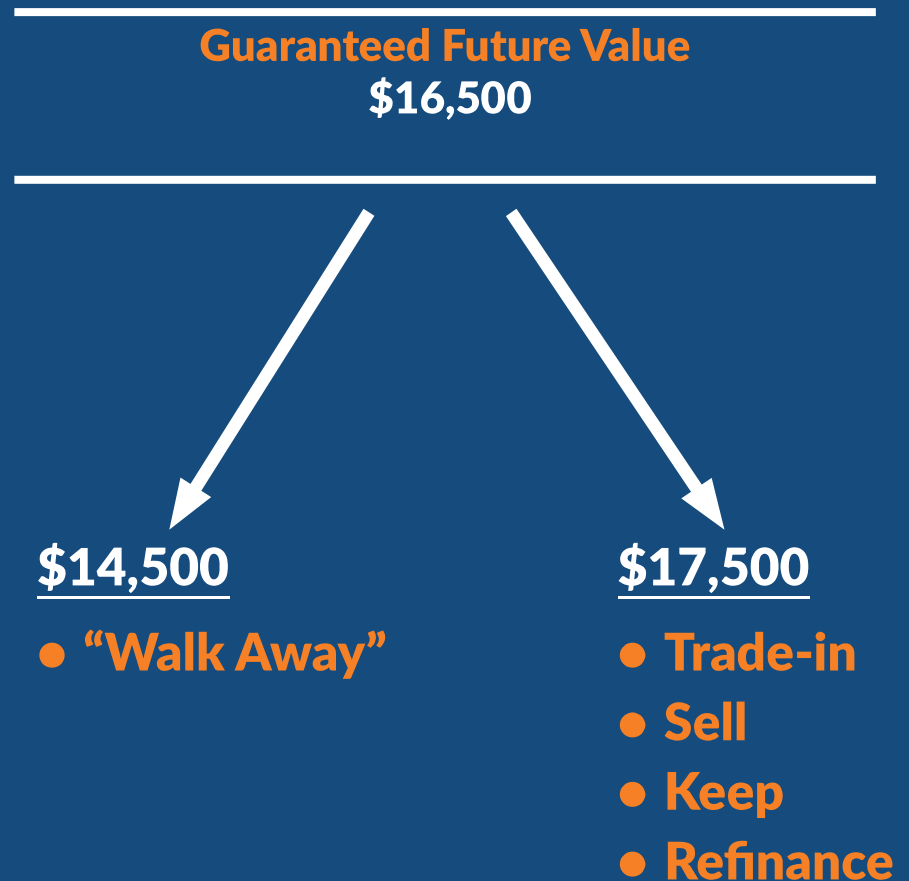 Guaranteed Future Value
$16,500
$14,500
● “Walk Away”
$17,500
● Trade-in
● Sell
● Keep
● Refinance